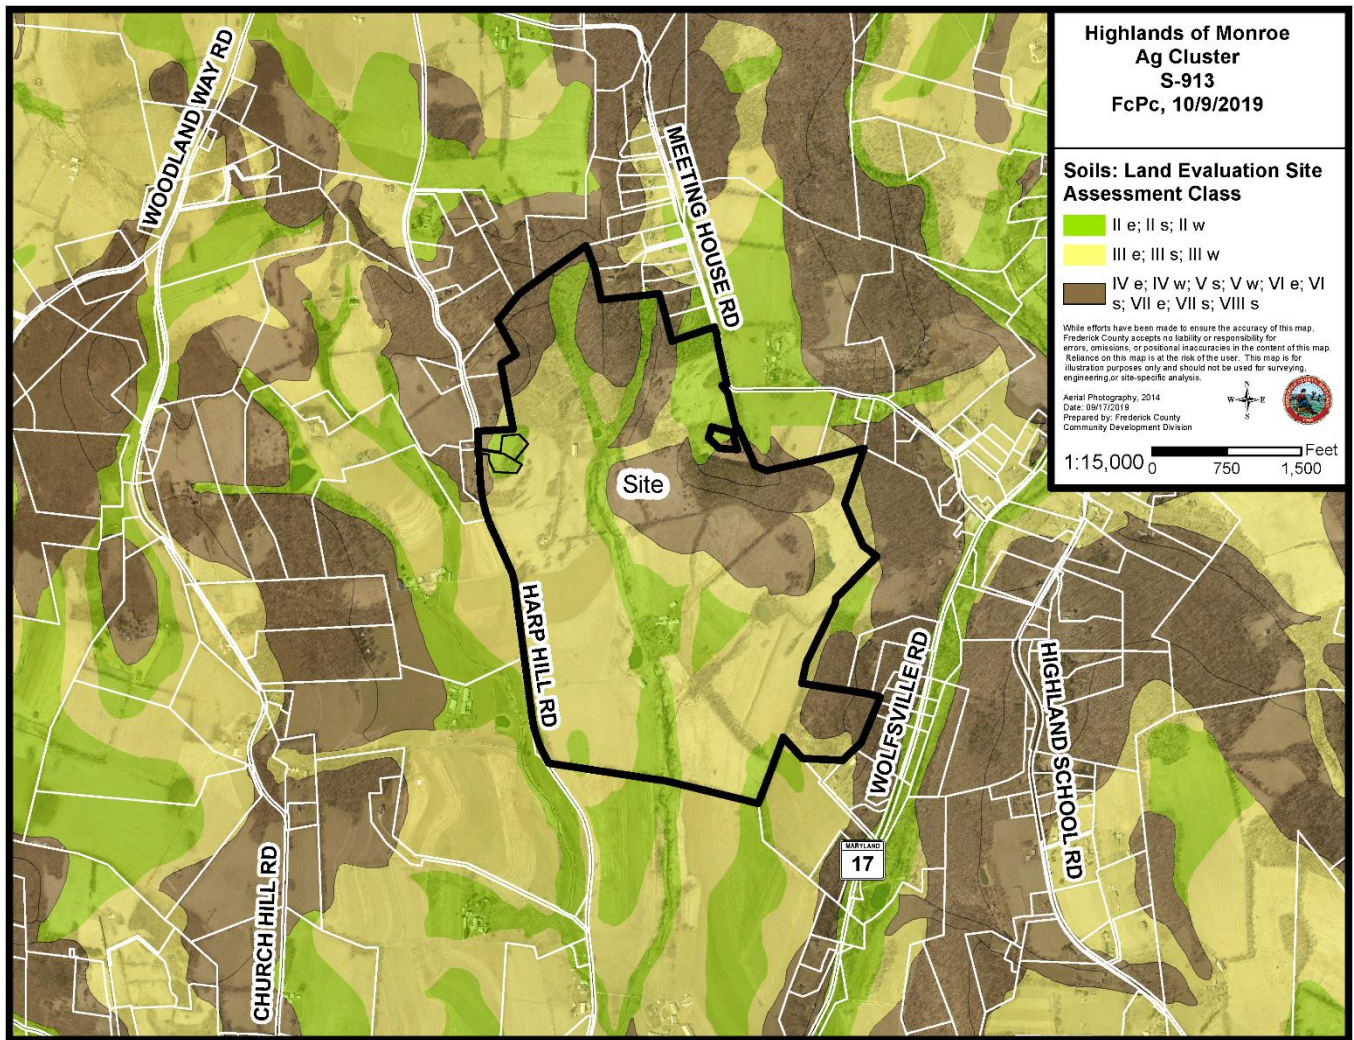 Highlands of Monroe
Ag Cluster
S-913
FcPc, 10/9/2019
Soils: Land Evaluation Site
Assessment Class
II e; II s; II w
III e; III s; III w
IV e; IV w; V s; V w; VI e; VI
s; VII e; VII s; VIII s
While efforts have been made to ensure the accuracy of this map,
Frederick County accepts no liability or responsibility for
errors, omissions, or positional inaccuracies in the content of this map.
Reliance on this map is at the risk of the user. This map is for
illustration purposes only and should not be used for surveying,
engineering,or site-specific analysis.
Aerial Photography, 2014
Date: 09/17/2019
Prepared by: Frederick County
Community Development Division
N
W E
S
1:15,000 0 750 1,500 Feet
WOODLAND WAY RD
MEETING HOUSE RD
Site
HARP HILL RD
WOLFSVILLE RD
HIGHLAND SCHOOL RD
CHURCH HILL RD
MARYLAND
17